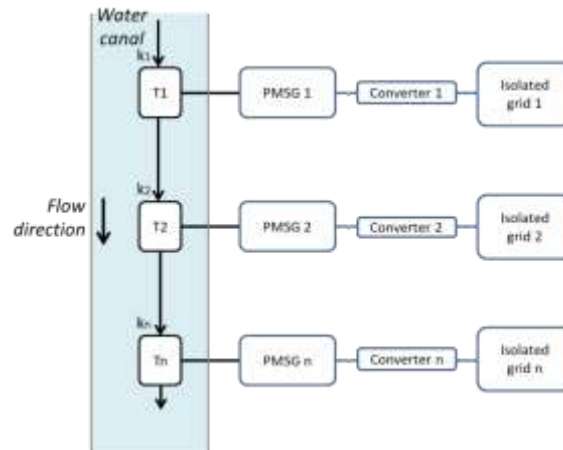 Water
canal
k1
T1
PMSG 1
Converter 1
Isolated
grid 1
k2
Flow
direction
T2
PMSG 2
Converter 2
Isolated
grid 2
kn
Tn
PMSG n
Converter n
Isolated
grid n